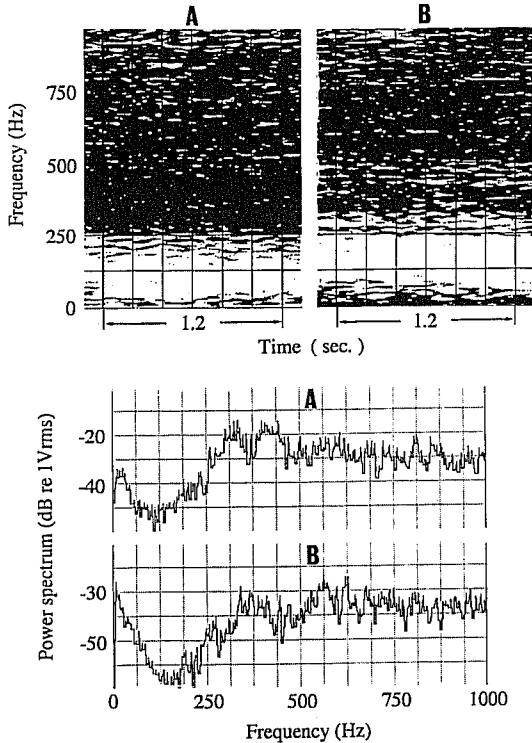 A B
Frequency (Hz)
750
500
250
0
1.2 1.2
Time ( sec. )
Power spectrum (dB re 1Vrms)
A
-20
-40
B
-30
-50
0 250 500 750 1000
Frequency (Hz)